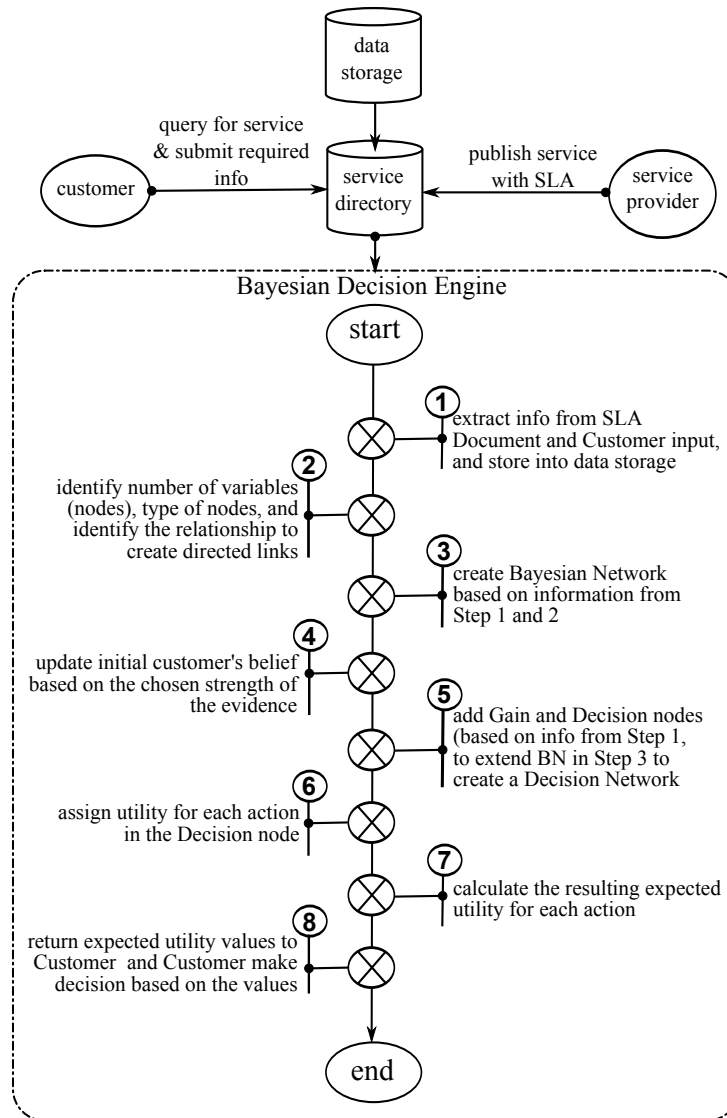 data
storage
query for service
& submit required
info
customer
service
directory
publish service
with SLA
service
provider
Bayesian Decision Engine
start
1
extract info from SLA
Document and Customer input,
and store into data storage
2
identify number of variables
(nodes), type of nodes, and
identify the relationship to
create directed links
3
create Bayesian Network
based on information from
Step 1 and 2
4
update initial customer's belief
based on the chosen strength of
the evidence
5
add Gain and Decision nodes
(based on info from Step 1,
to extend BN in Step 3 to
create a Decision Network
6
assign utility for each action
in the Decision node
7
calculate the resulting expected
utility for each action
8
return expected utility values to
Customer and Customer make
decision based on the values
end